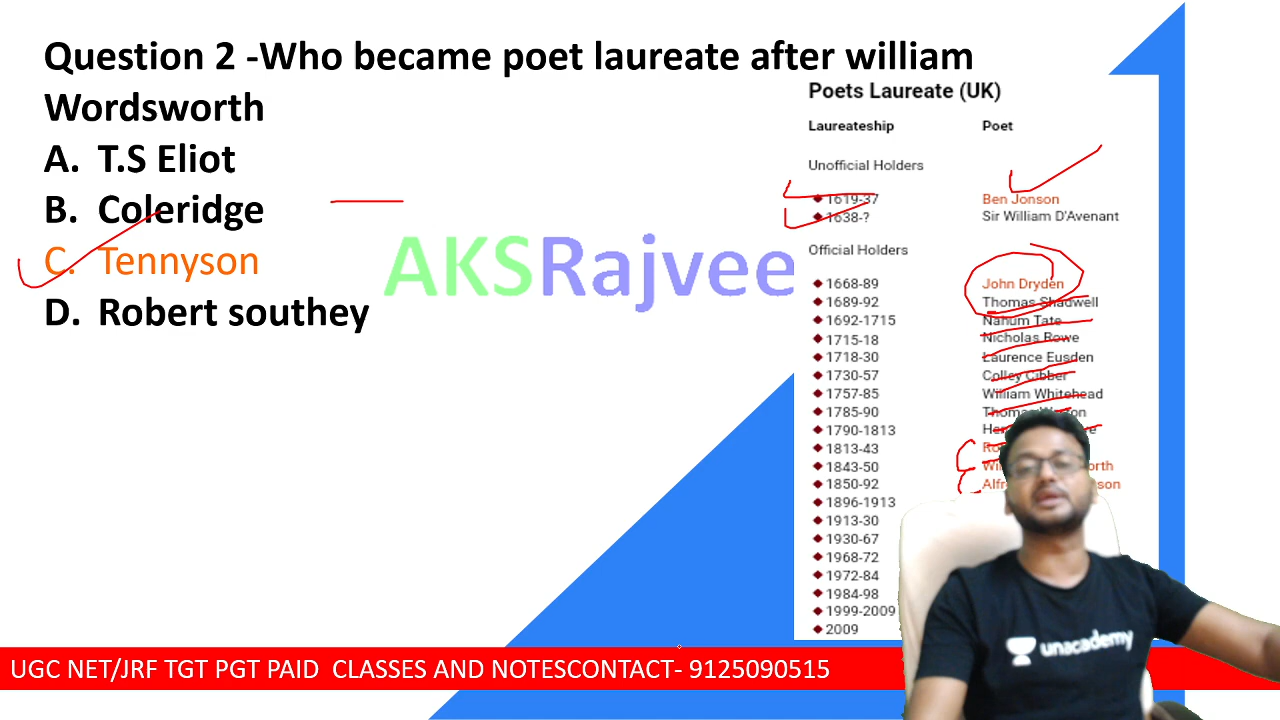 Question 2 -Who became poet laureate after william
Wordsworth
A. T.S Eliot
B. Coleridge
C. Tennyson
D. Robert southey
AKSRajvee
Poets Laureate (UK)
Laureateship Poet
Unofficial Holders
1619-37 Ben Jonson
1638-? Sir William D'Avenant
Official Holders
1668-89 John Dryden
1689-92 Thomas Shadwell
1692-1715 Nahum Tate
1715-18 Nicholas Rowe
1718-30 Laurence Eusden
1730-57 Colley Cibber
1757-85 William Whitehead
1785-90
1790-1813
1813-43
1843-50
1850-92
1896-1913
1913-30
1930-67
1968-72
1972-84
1984-98
1999-2009
2009
unacademy
UGC NET/JRF TGT PGT PAID CLASSES AND NOTESCONTACT- 9125090515